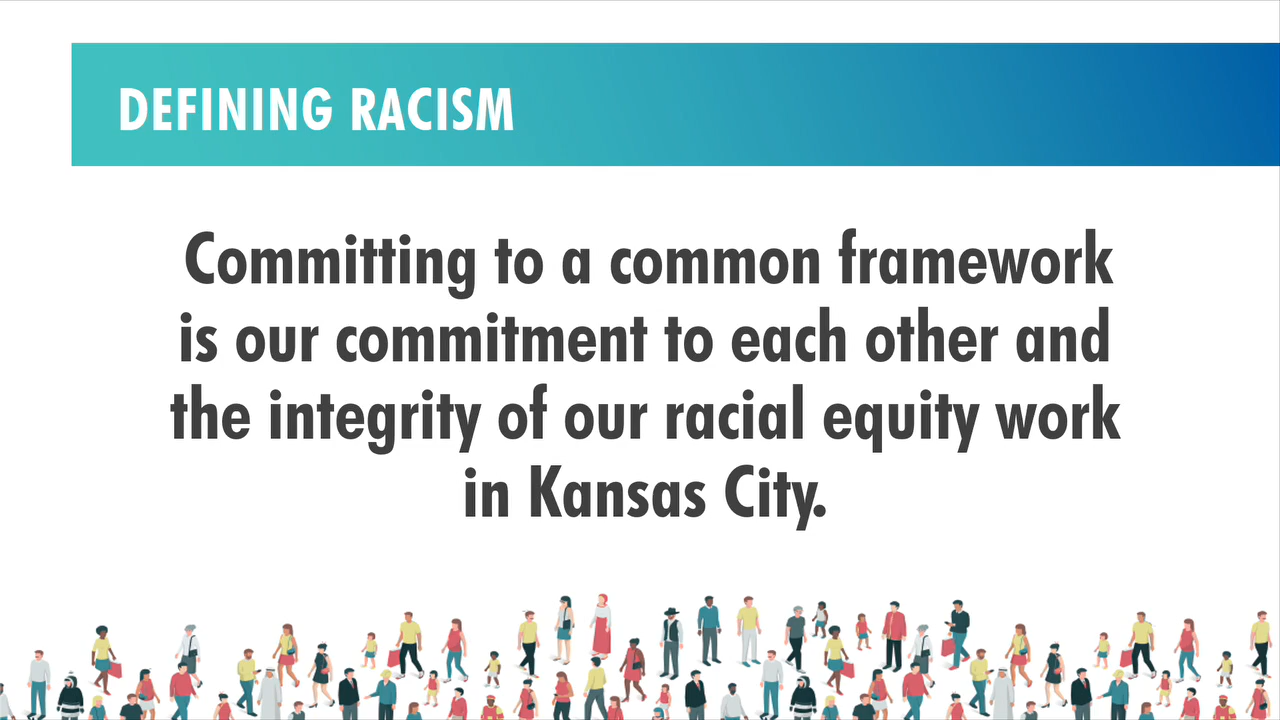 DEFINING RACISM
Committing to a common framework
is our commitment to each other and
the integrity of our racial equity work
in Kansas City.